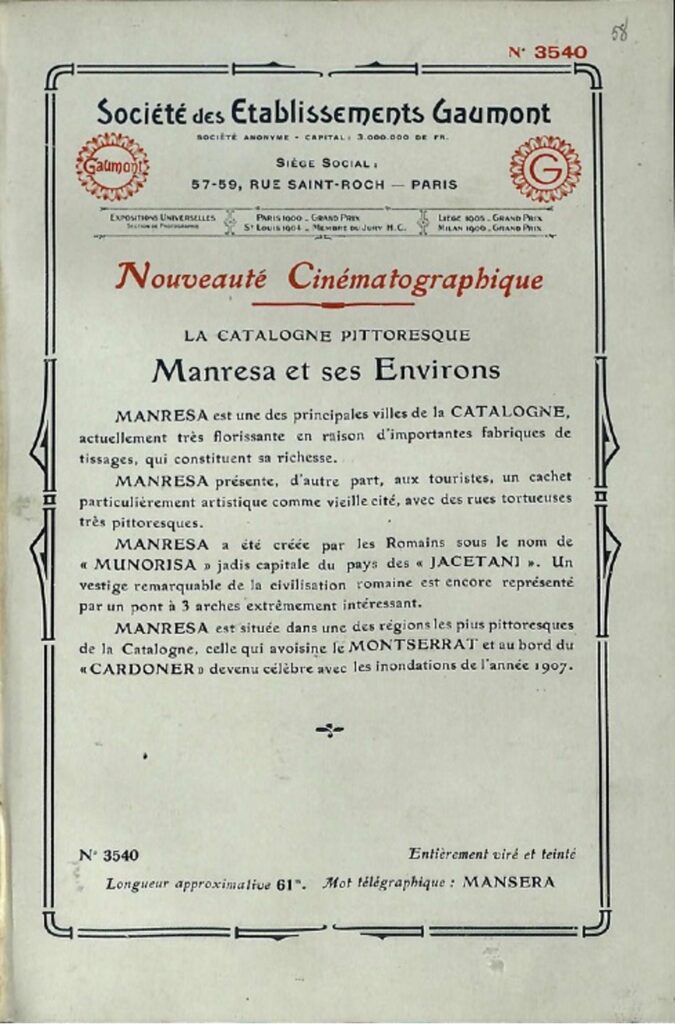 58
N° 3540
Société des Etablissements Gaumont
SOCIÉTÉ ANONYME - CAPITAL : 3.000.000 DE FR.
Gaumont
SIÈGE SOCIAL :
G
57-59, RUE SAINT-ROCH — PARIS
EXPOSITIONS UNIVERSELLES
SECTION DE PHOTOGRAPHIE
PARIS 1900 _ GRAND PRIX
ST LOUIS 1904 _ MEMBRE DU JURY H.C.
LIÈGE 1905 _ GRAND PRIX
MILAN 1906 _ GRAND PRIX
Nouveauté Cinématographique
LA CATALOGNE PITTORESQUE
Manresa et ses Environs
MANRESA est une des principales villes de la CATALOGNE,
actuellement très florissante en raison d'importantes fabriques de
tissages, qui constituent sa richesse.
MANRESA présente, d'autre part, aux touristes, un cachet
particulièrement artistique comme vieille cité, avec des rues tortueuses
très pittoresques.
MANRESA a été créée par les Romains sous le nom de
« MUNORISA » jadis capitale du pays des « JACETANI ». Un
vestige remarquable de la civilisation romaine est encore représenté
par un pont à 3 arches extrêmement intéressant.
MANRESA est située dans une des régions les plus pittoresques
de la Catalogne, celle qui avoisine le MONTSERRAT et au bord du
« CARDONER » devenu célèbre avec les inondations de l'année 1907.
N° 3540
Entièrement viré et teinté
Longueur approximative 61m. Mot télégraphique : MANSERA